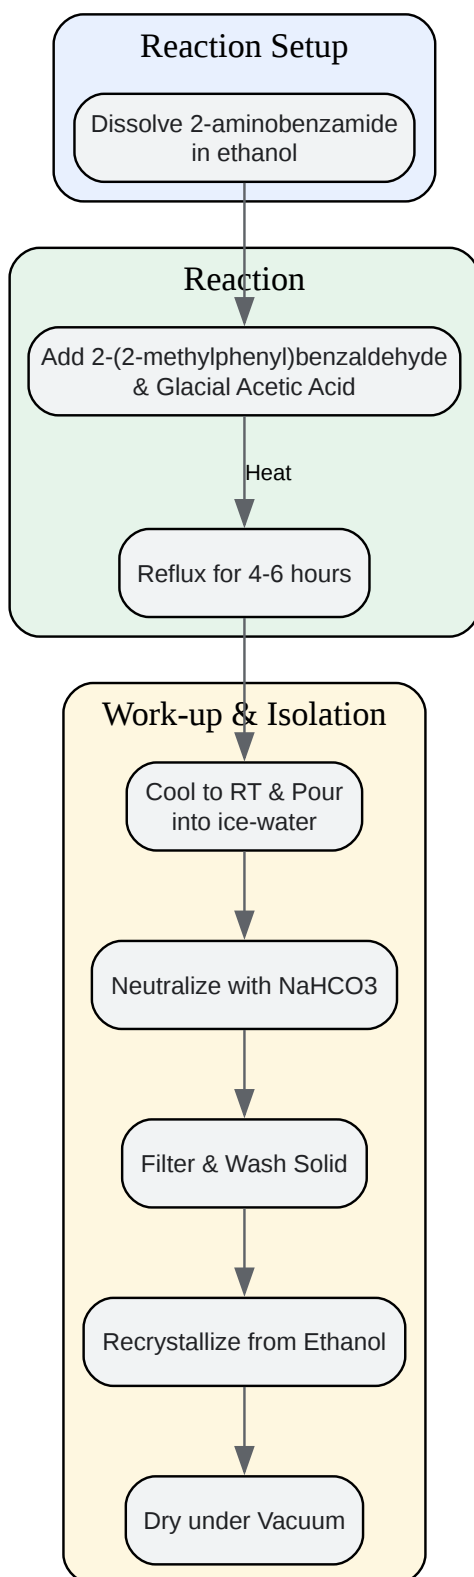 Reaction Setup
Dissolve 2-aminobenzamide
in ethanol
Reaction
Add 2-(2-methylphenyl)benzaldehyde
& Glacial Acetic Acid
Heat
Reflux for 4-6 hours
Work-up & Isolation
Cool to RT & Pour
into ice-water
Neutralize with NaHCO3
Filter & Wash Solid
Recrystallize from Ethanol
Dry under Vacuum